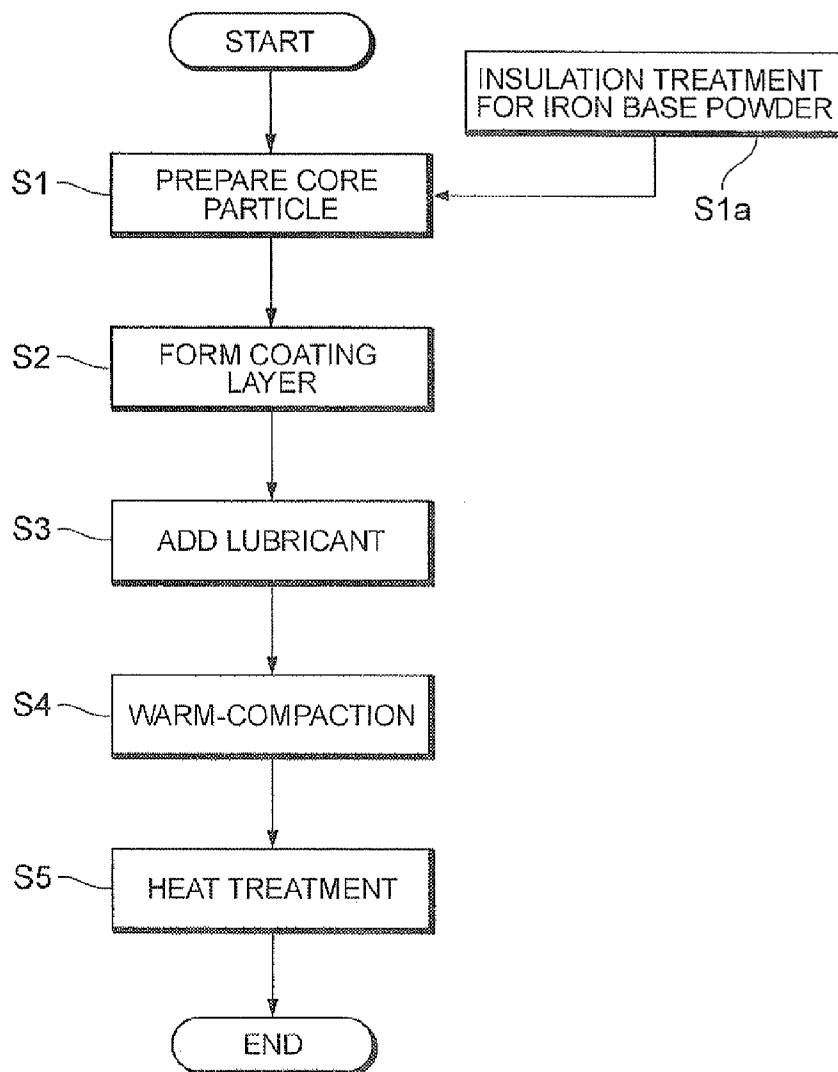 START
INSULATION TREATMENT
FOR IRON BASE POWDER
S1a
S1
PREPARE CORE
PARTICLE
S2
FORM COATING
LAYER
S3
ADD LUBRICANT
S4
WARM-COMPACTION
S5
HEAT TREATMENT
END